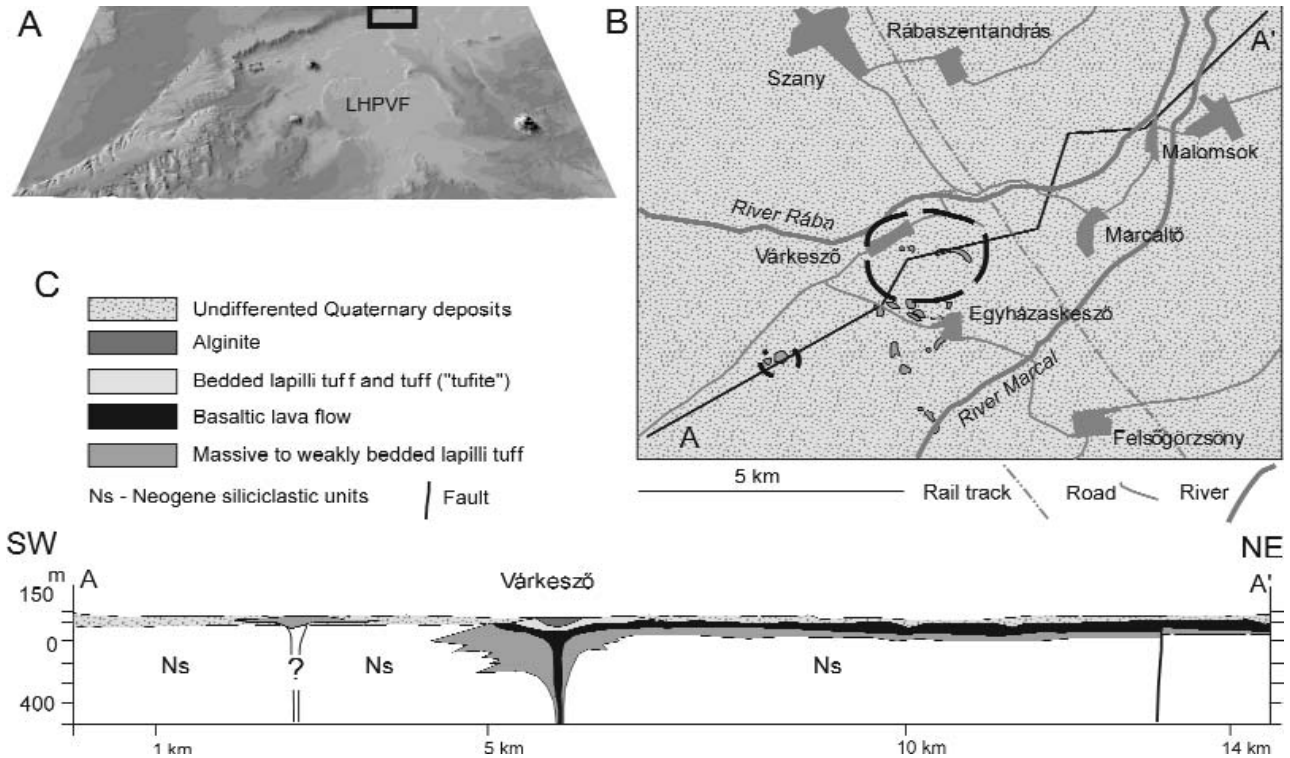 A
LHPVF
B
A'
Rábaszentandrás
Szany
Malomsok
River Rába
Várkesző
Marcaltő
Egyházaskesző
River Marcal
A
Felsőgörzsöny
5 km
Rail track
Road
River
C
Undifferented Quaternary deposits
Alginite
Bedded lapilli tuff and tuff ("tufite")
Basaltic lava flow
Massive to weakly bedded lapilli tuff
Ns - Neogene siliciclastic units
Fault
SW
NE
m
A
Várkesző
A'
150
0
Ns
?
Ns
Ns
400
1 km
5 km
10 km
14 km